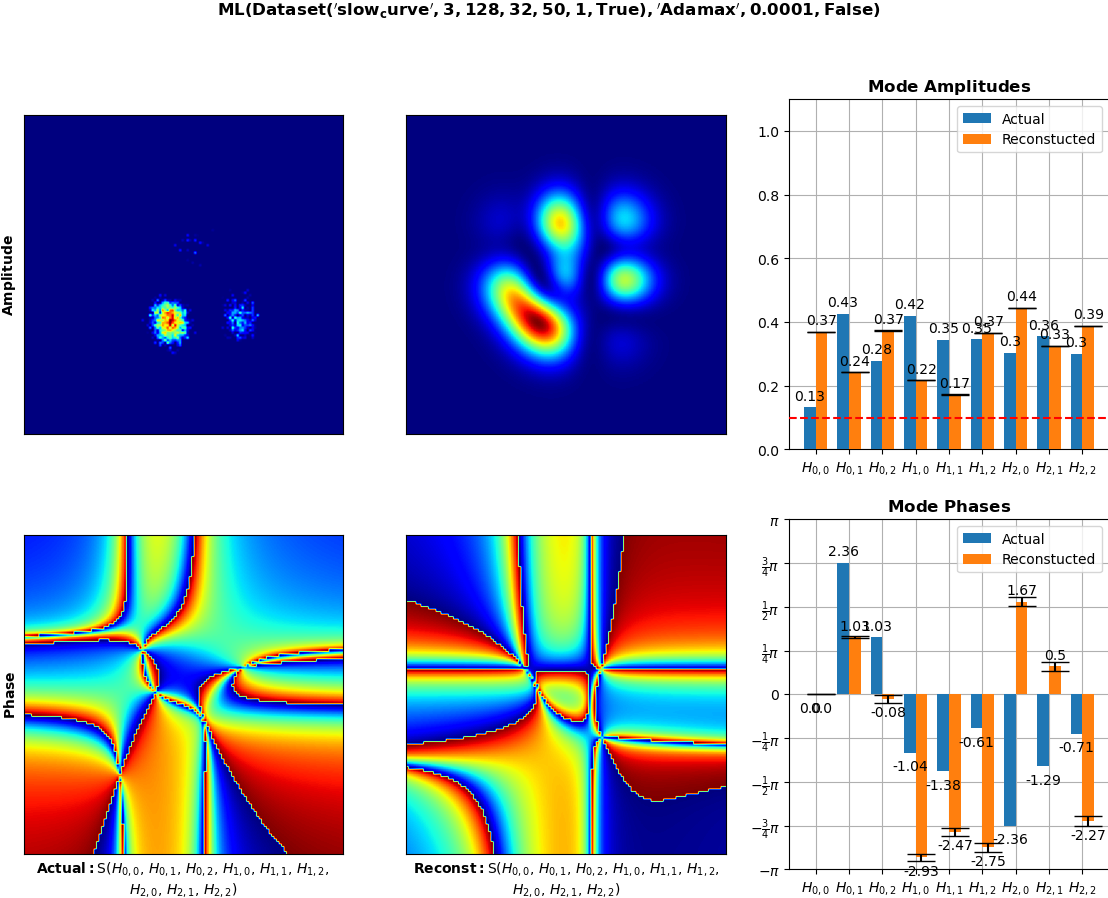 ML(Dataset('slow_curve', 3, 128, 32, 50, 1, True), 'Adamax', 0.0001, False)
Amplitude
Mode Amplitudes
Actual
Reconstucted
1.0
0.8
0.6
0.4
0.2
0.0
0.13
0.37
0.43
0.24
0.28
0.37
0.42
0.22
0.35
0.17
0.35
0.37
0.3
0.44
0.36
0.33
0.3
0.39
H0,0 H0,1 H0,2 H1,0 H1,1 H1,2 H2,0 H2,1 H2,2
Phase
Mode Phases
Actual
Reconstucted
π
3/4π
1/2π
1/4π
0
−1/4π
−1/2π
−3/4π
−π
0.0
0.0
2.36
1.03
1.03
-0.08
-1.04
-2.93
-1.38
-2.47
-0.61
-2.75
-2.36
1.67
-1.29
0.5
-0.71
-2.27
H0,0 H0,1 H0,2 H1,0 H1,1 H1,2 H2,0 H2,1 H2,2
Actual: S(H0,0, H0,1, H0,2, H1,0, H1,1, H1,2,
H2,0, H2,1, H2,2)
Reconst: S(H0,0, H0,1, H0,2, H1,0, H1,1, H1,2,
H2,0, H2,1, H2,2)